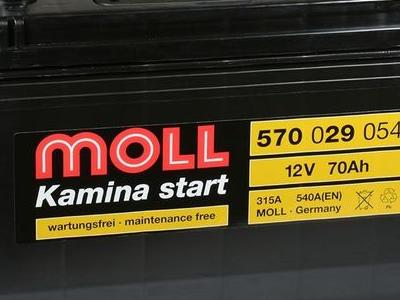 MOLL
Kamina start
wartungsfrei · maintenance free
570 029 054
12V 70Ah
315A 540A(EN)
MOLL · Germany